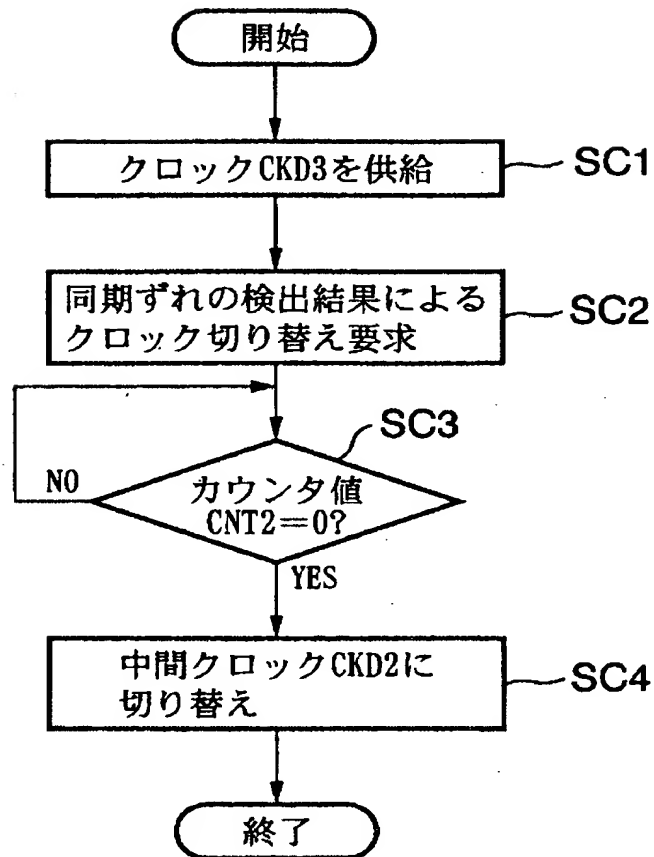 開始
クロックCKD3を供給
SC1
同期ずれの検出結果による
クロック切り替え要求
SC2
SC3
カウンタ値
CNT2=0?
NO
YES
中間クロックCKD2に
切り替え
SC4
終了